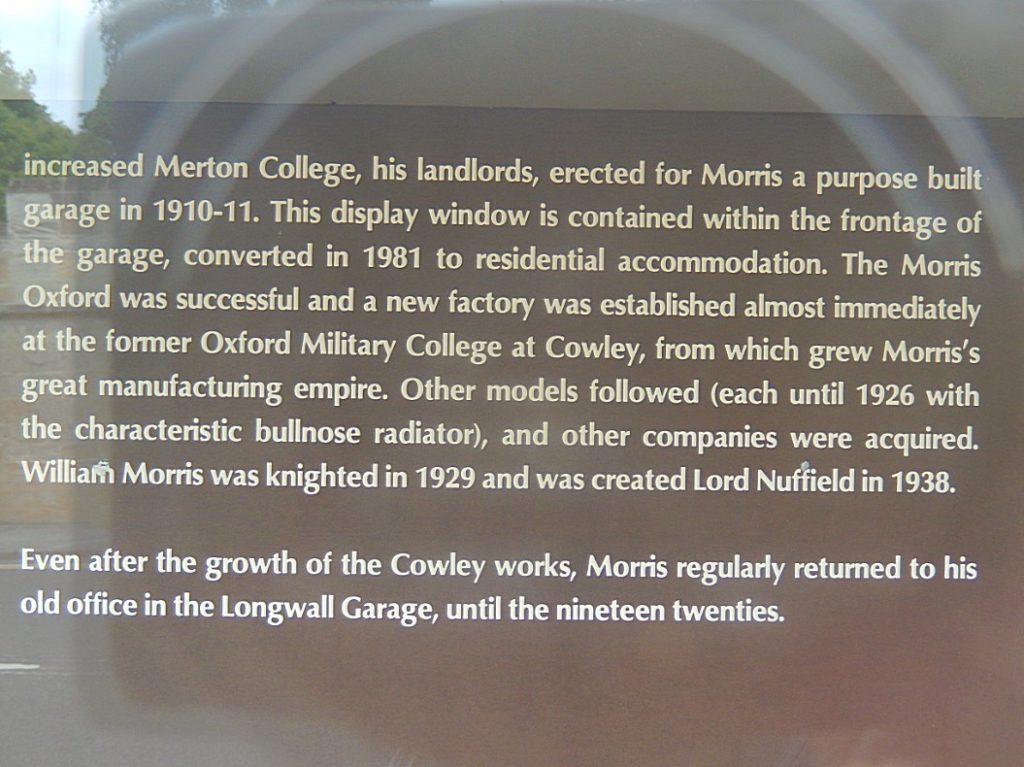 increased Merton College, his landlords, erected for Morris a purpose built
garage in 1910-11. This display window is contained within the frontage of
the garage, converted in 1981 to residential accommodation. The Morris
Oxford was successful and a new factory was established almost immediately
at the former Oxford Military College at Cowley, from which grew Morris's
great manufacturing empire. Other models followed (each until 1926 with
the characteristic bullnose radiator), and other companies were acquired.
William Morris was knighted in 1929 and was created Lord Nuffield in 1938.
Even after the growth of the Cowley works, Morris regularly returned to his
old office in the Longwall Garage, until the nineteen twenties.